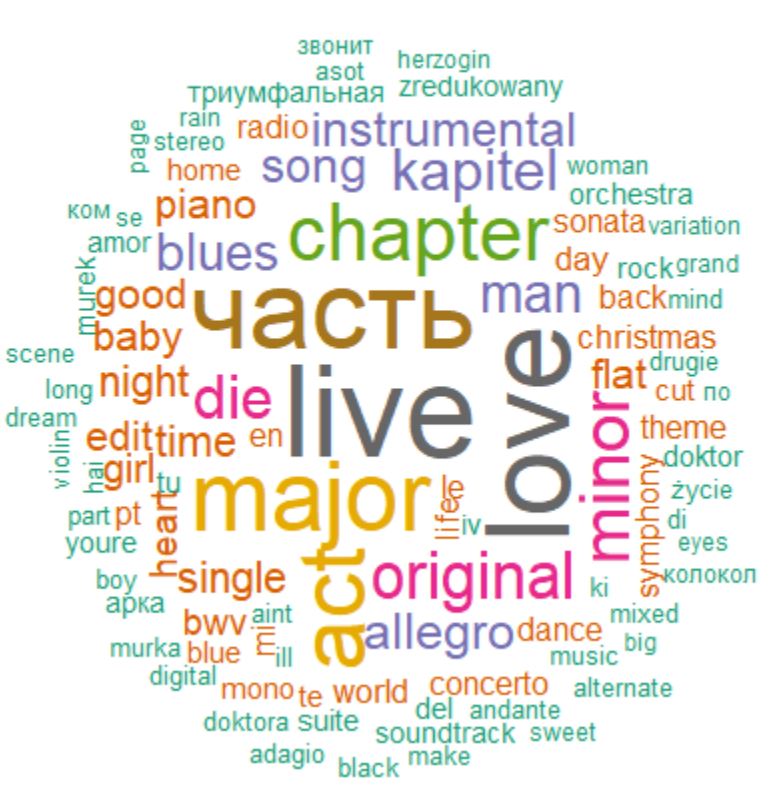 звонит
herzogin
asot
триумфальная
zredukowany
page
rain
stereo
radio
instrumental
home
song
kapitel
woman
orchestra
ком
se
piano
chapter
sonata
variation
amor
blues
day
rock
grand
murek
good
часть
man
back
mind
baby
love
christmas
scene
long
night
die
live
flat
drugie
cut
по
dream
violin
edit
time
en
minor
theme
hai
girl
tu
major
le
symphony
doktor
życie
part
pt
heart
life
iv
di
youre
eyes
boy
single
act
original
ki
колокол
арка
bwv
aint
allegro
dance
mixed
murka
blue
mi
ill
music
big
digital
mono
te
world
concerto
alternate
doktora
suite
del
andante
soundtrack
sweet
adagio
black
make